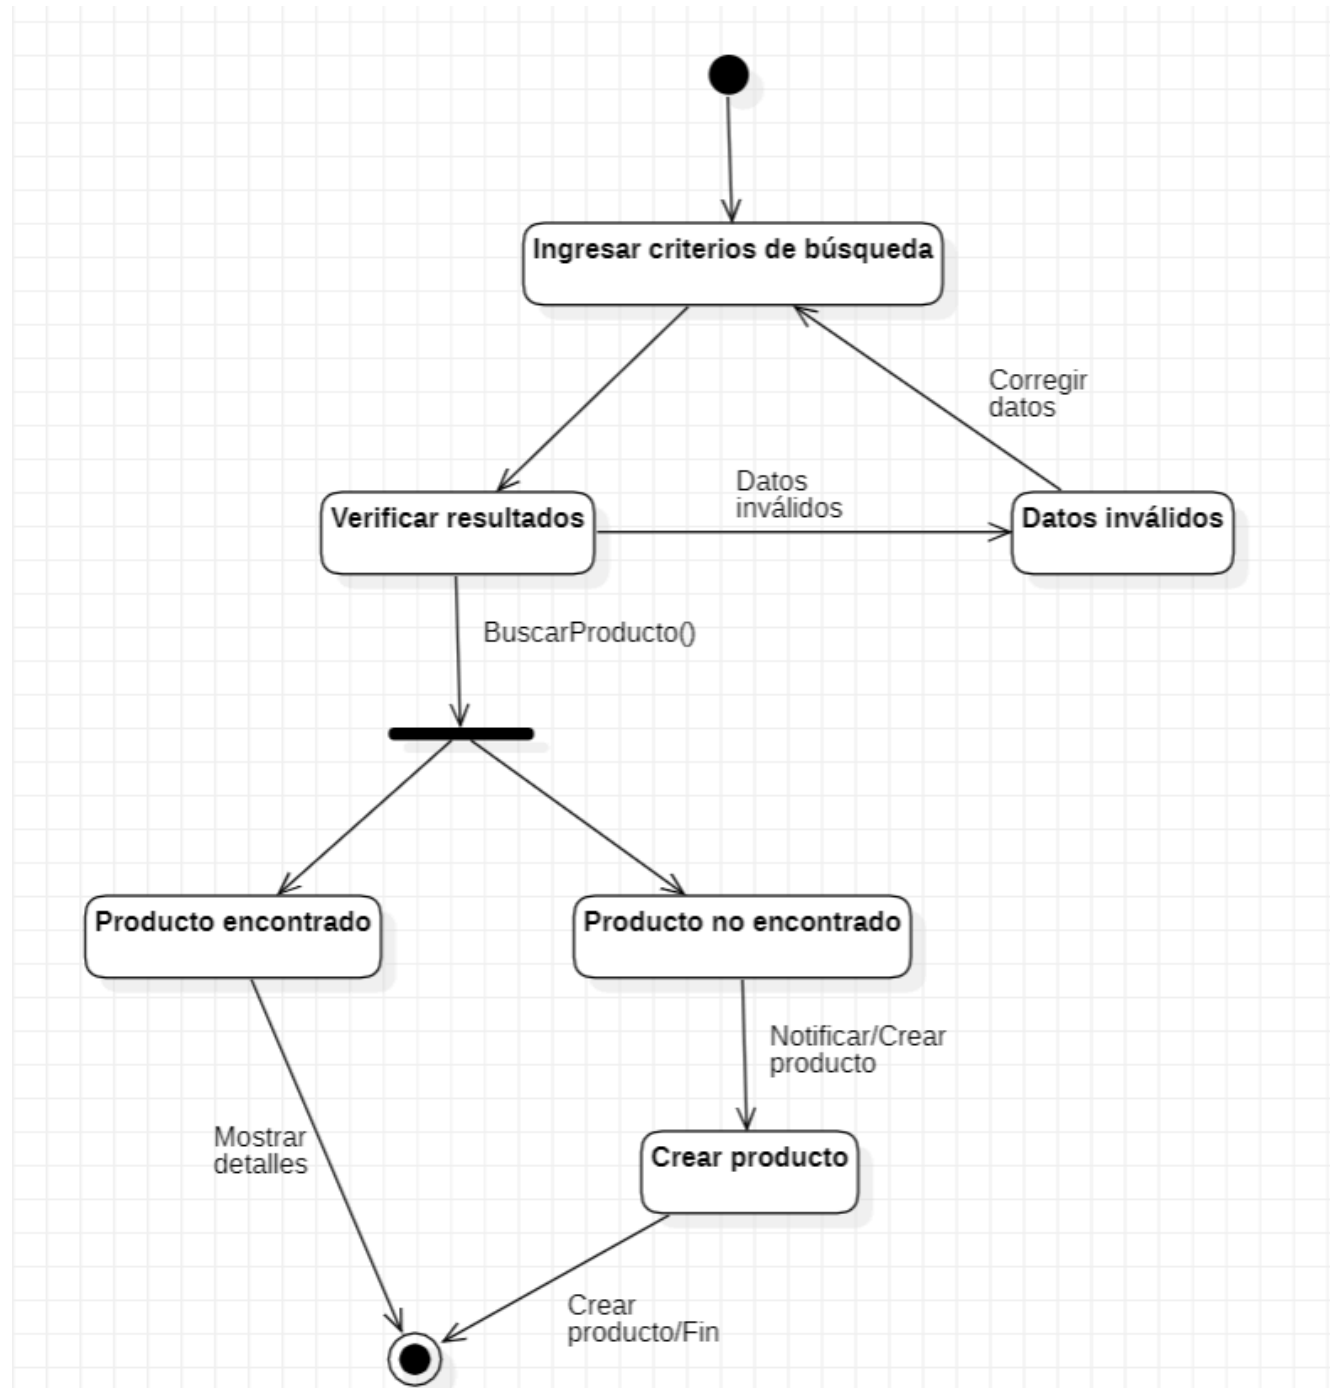 Ingresar criterios de búsqueda
Corregir
datos
Datos
inválidos
Verificar resultados
Datos inválidos
BuscarProducto()
Producto encontrado
Producto no encontrado
Notificar/Crear
producto
Mostrar
detalles
Crear producto
Crear
producto/Fin